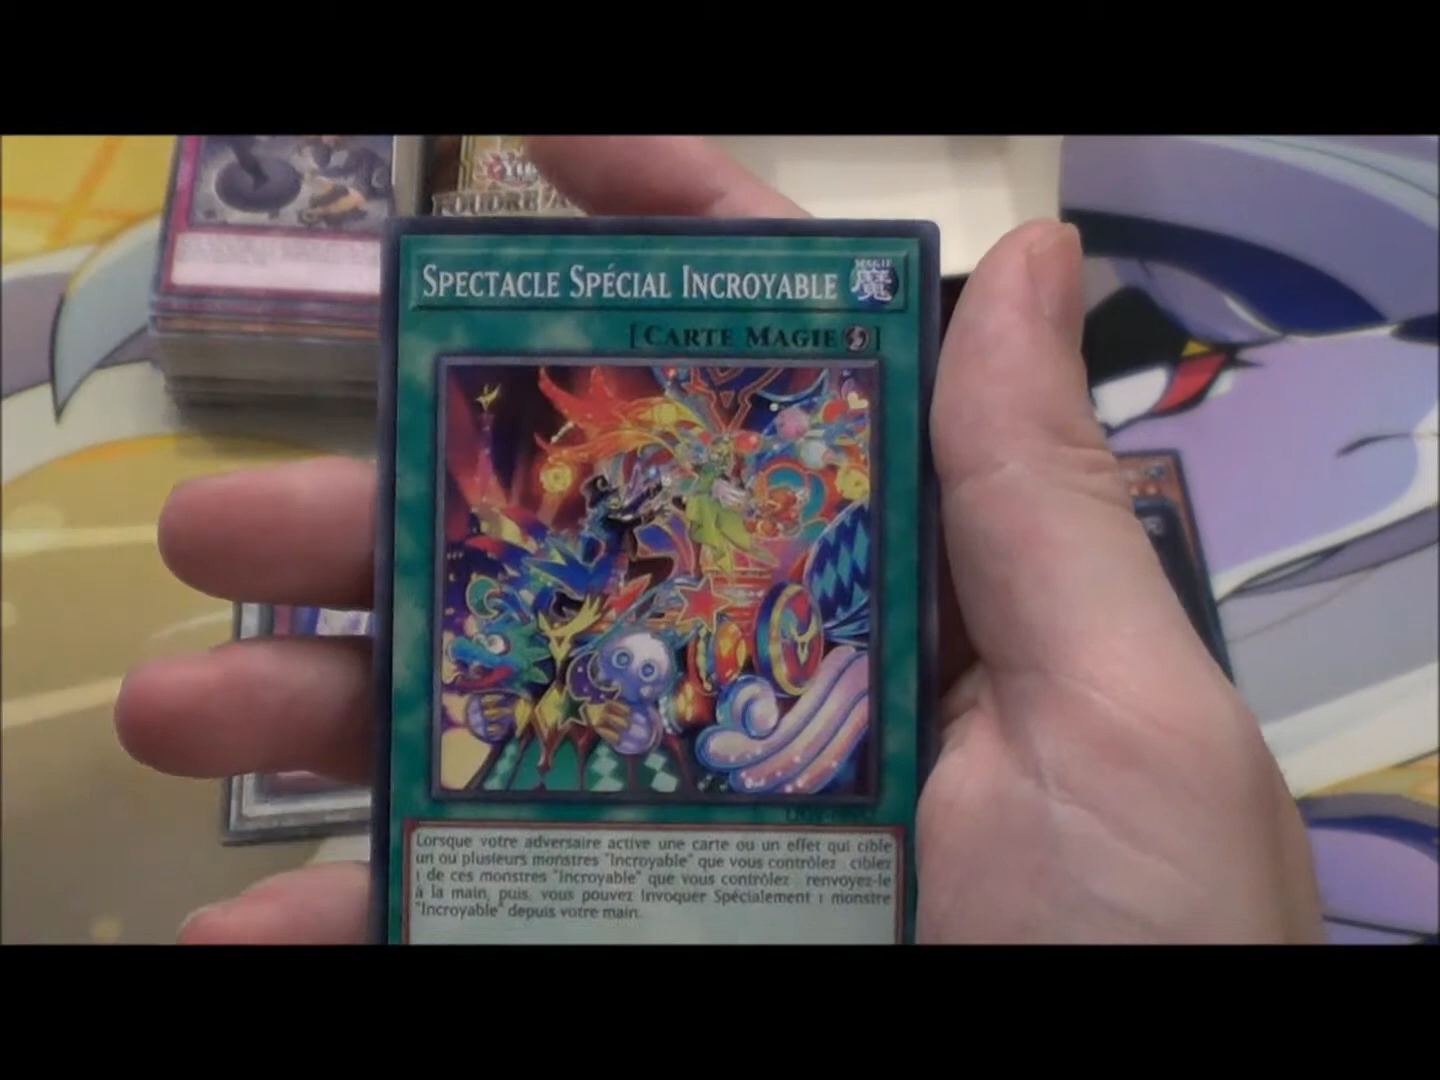 FOUDRE
SPECTACLE SPÉCIAL INCROYABLE
MAGIE
魔
[CARTE MAGIE]
Lorsque votre adversaire active une carte ou un effet qui cible
un ou plusieurs monstres "Incroyable" que vous contrôlez : ciblez
1 de ces monstres "Incroyable" que vous contrôlez ; renvoyez-le
à la main, puis, vous pouvez Invoquer Spécialement 1 monstre
"Incroyable" depuis votre main.